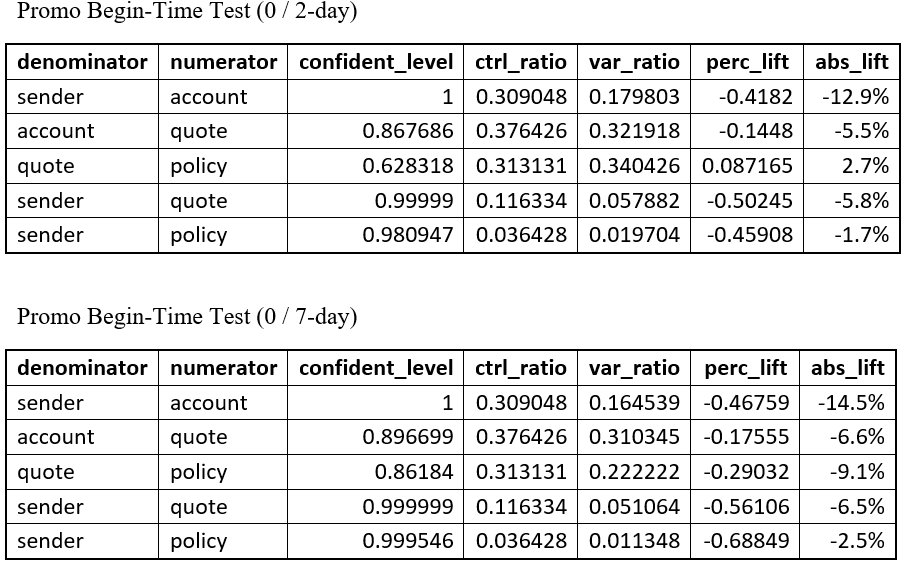 Promo Begin-Time Test (0 / 2-day)
denominator numerator confident_level ctrl_ratio var_ratio perc_lift abs_lift
sender account 1 0.309048 0.179803 -0.4182 -12.9%
account quote 0.867686 0.376426 0.321918 -0.1448 -5.5%
quote policy 0.628318 0.313131 0.340426 0.087165 2.7%
sender quote 0.99999 0.116334 0.057882 -0.50245 -5.8%
sender policy 0.980947 0.036428 0.019704 -0.45908 -1.7%
Promo Begin-Time Test (0 / 7-day)
denominator numerator confident_level ctrl_ratio var_ratio perc_lift abs_lift
sender account 1 0.309048 0.164539 -0.46759 -14.5%
account quote 0.896699 0.376426 0.310345 -0.17555 -6.6%
quote policy 0.86184 0.313131 0.222222 -0.29032 -9.1%
sender quote 0.999999 0.116334 0.051064 -0.56106 -6.5%
sender policy 0.999546 0.036428 0.011348 -0.68849 -2.5%